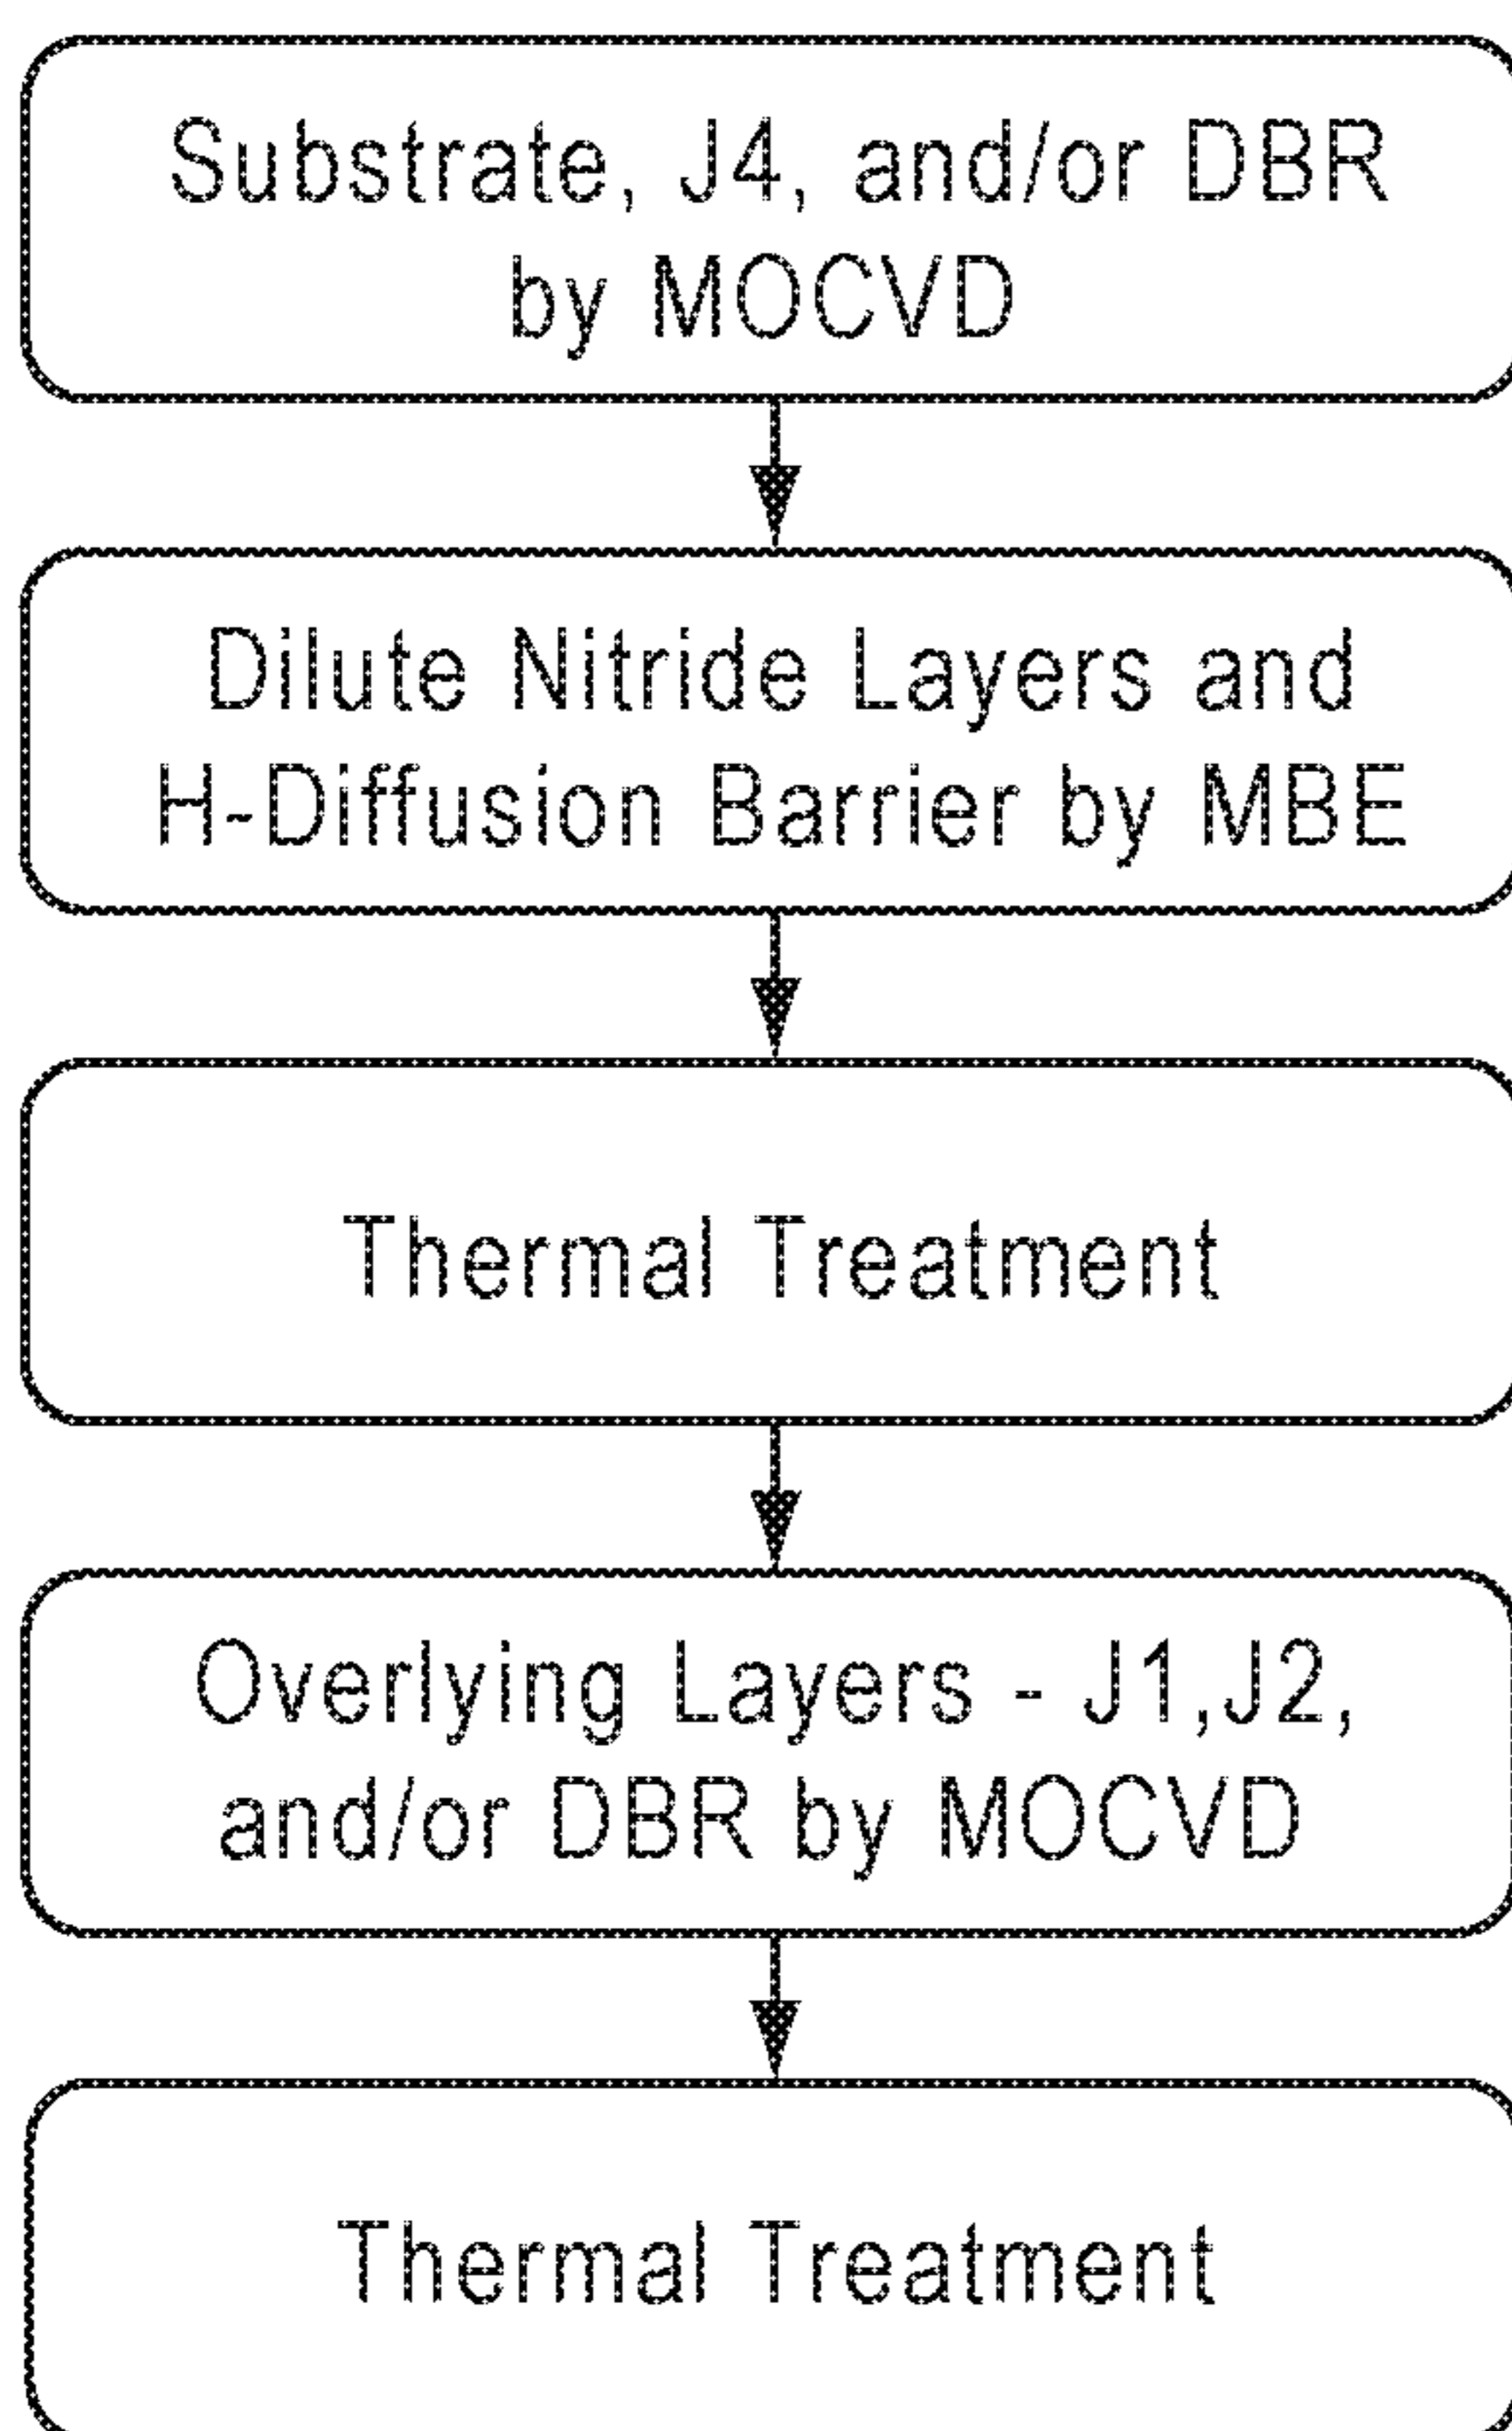 Substrate, J4, and/or DBR
by MOCVD
Dilute Nitride Layers and
H-Diffusion Barrier by MBE
Thermal Treatment
Overlying Layers - J1,J2,
and/or DBR by MOCVD
Thermal Treatment